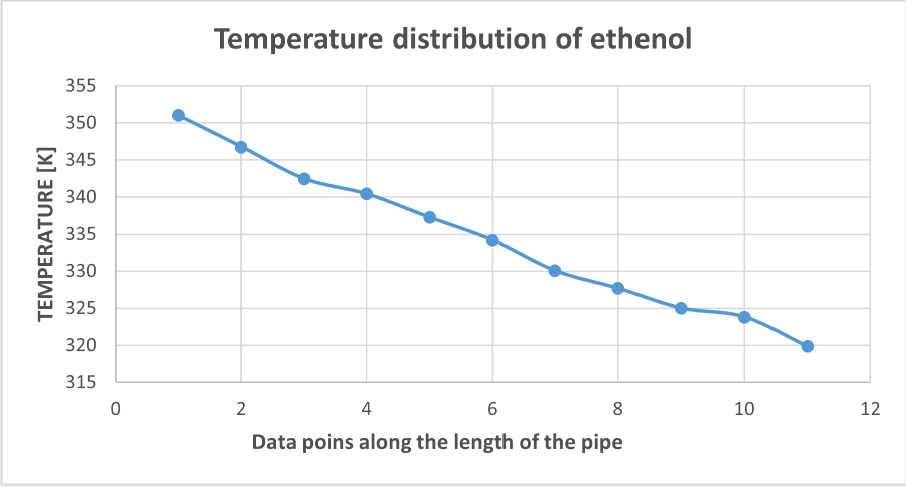 Temperature distribution of ethenol
TEMPERATURE [K]
355
350
345
340
335
330
325
320
315
0 2 4 6 8 10 12
Data poins along the length of the pipe